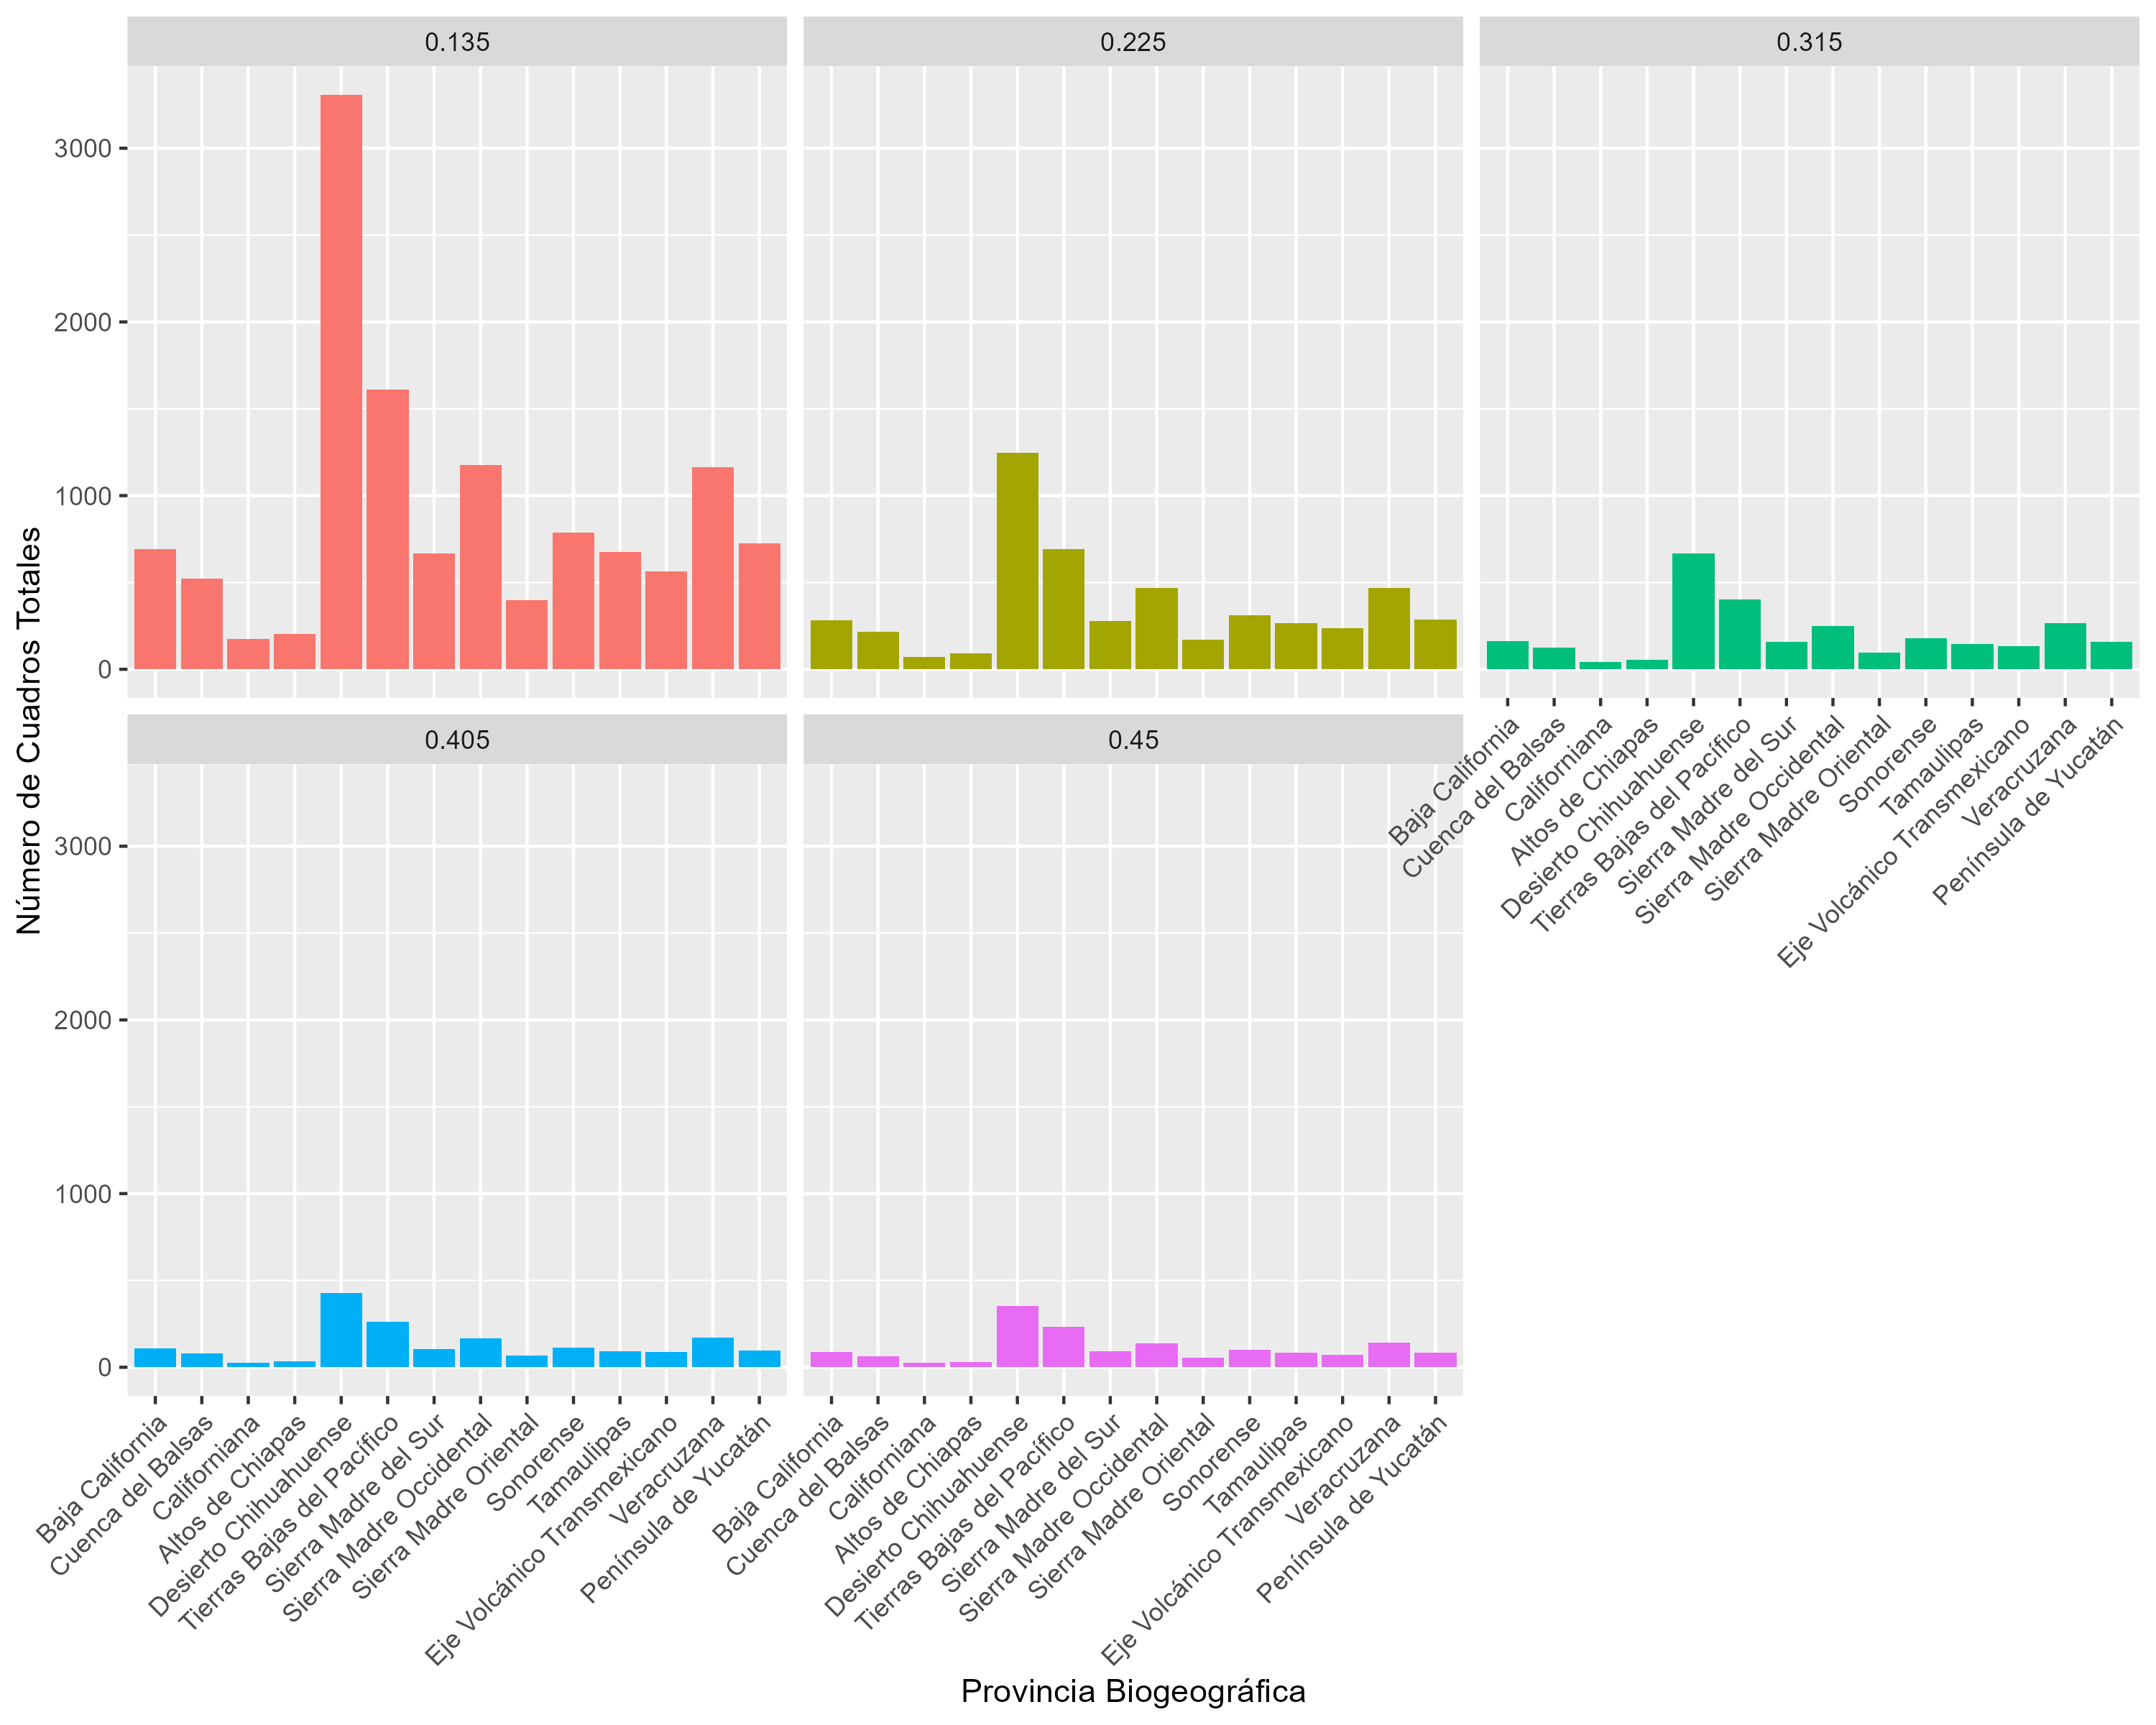 0.135
0.225
0.315
3000
2000
1000
0
Baja California
Cuenca del Balsas
Californiana
Altos de Chiapas
Desierto Chihuahuense
Tierras Bajas del Pacífico
Sierra Madre del Sur
Sierra Madre Occidental
Sierra Madre Oriental
Sonorense
Tamaulipas
Eje Volcánico Transmexicano
Veracruzana
Península de Yucatán
Número de Cuadros Totales
0.405
0.45
3000
2000
1000
0
Baja California
Cuenca del Balsas
Californiana
Altos de Chiapas
Desierto Chihuahuense
Tierras Bajas del Pacífico
Sierra Madre del Sur
Sierra Madre Occidental
Sierra Madre Oriental
Sonorense
Tamaulipas
Eje Volcánico Transmexicano
Veracruzana
Península de Yucatán
Baja California
Cuenca del Balsas
Californiana
Altos de Chiapas
Desierto Chihuahuense
Tierras Bajas del Pacífico
Sierra Madre del Sur
Sierra Madre Occidental
Sierra Madre Oriental
Sonorense
Tamaulipas
Eje Volcánico Transmexicano
Veracruzana
Península de Yucatán
Provincia Biogeográfica